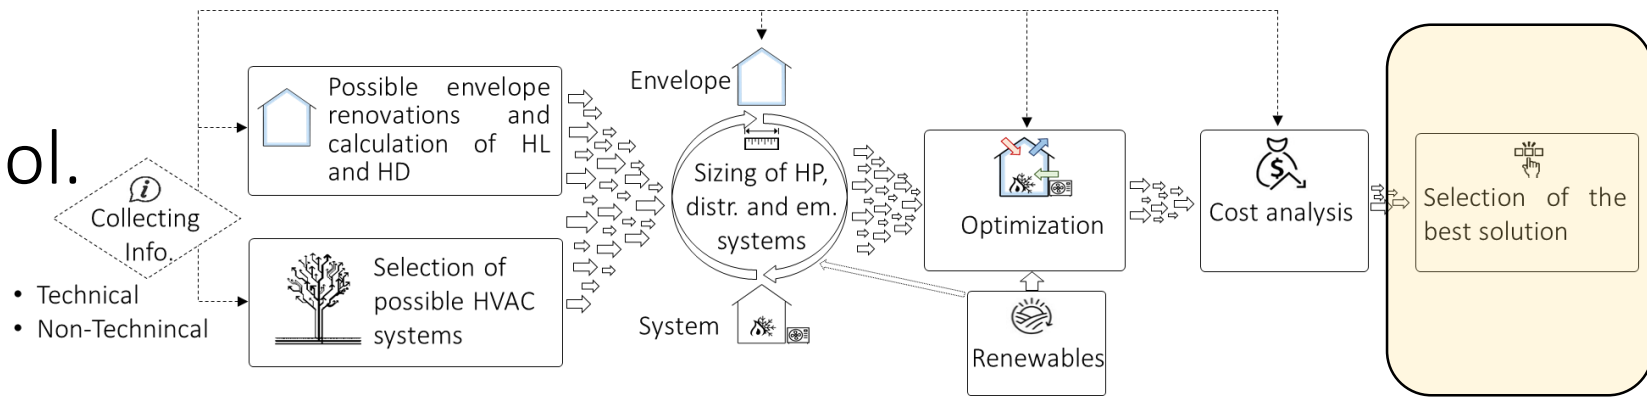 ol.
Collecting
Info.
• Technical
• Non-Technincal
Possible envelope
renovations and
calculation of HL
and HD
Selection of
possible HVAC
systems
Envelope
Sizing of HP,
distr. and em.
systems
System
Optimization
Renewables
Cost analysis
Selection of the
best solution